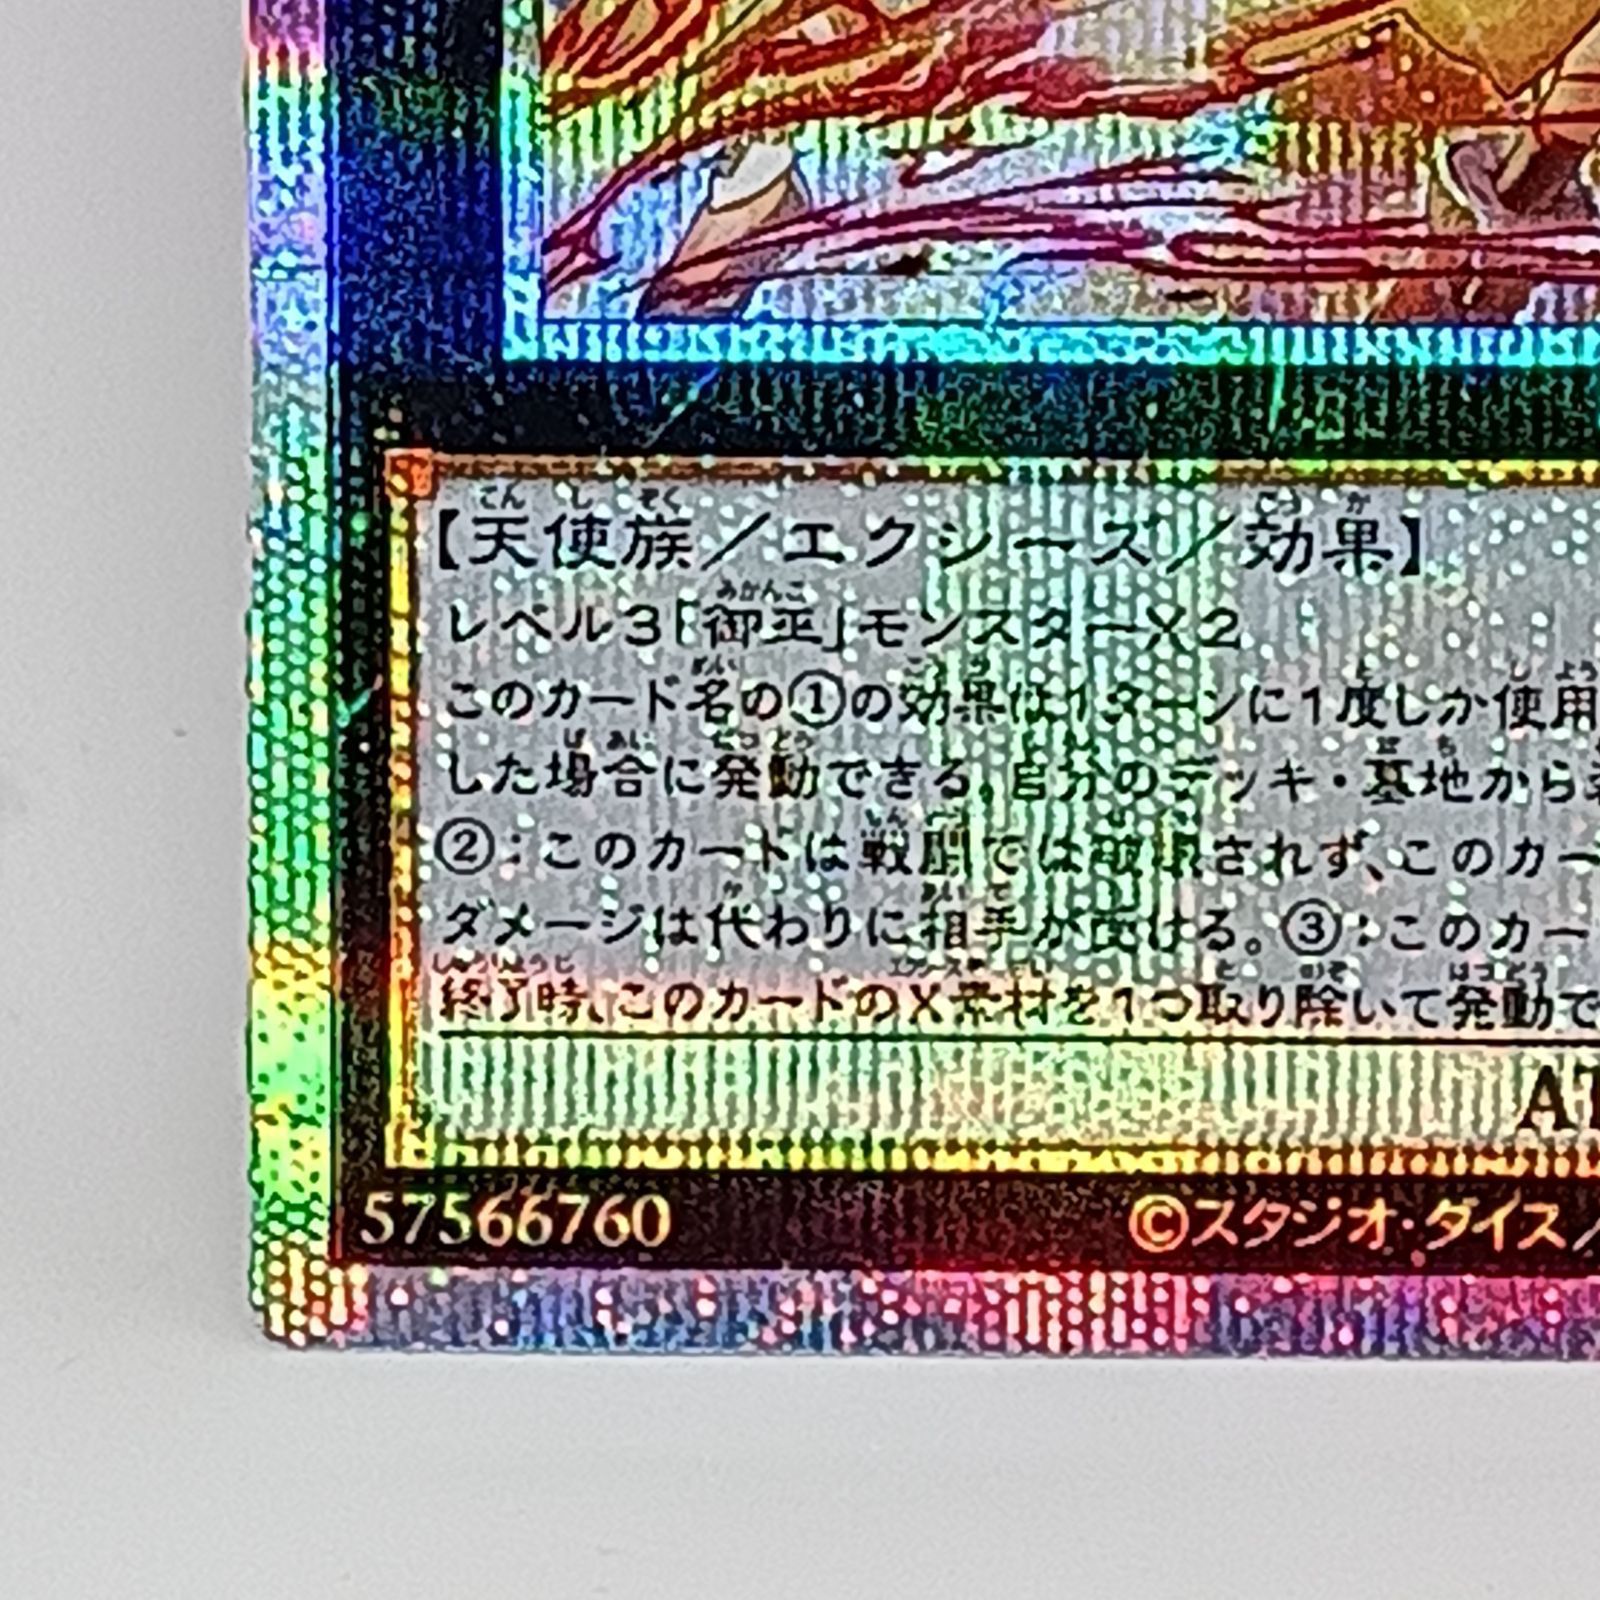 【天使族／エクシーズ／効果】
レベル３「御巫」モンスター×２
このカード名の①の効果は１ターンに１度しか使用
した場合に発動できる。自分のデッキ・墓地から
②：このカードは戦闘では破壊されず、このカー
ダメージは代わりに相手が受ける。③：このカー
終了時、このカードのX素材を１つ取り除いて発動で
57566760
©スタジオ・ダイス／